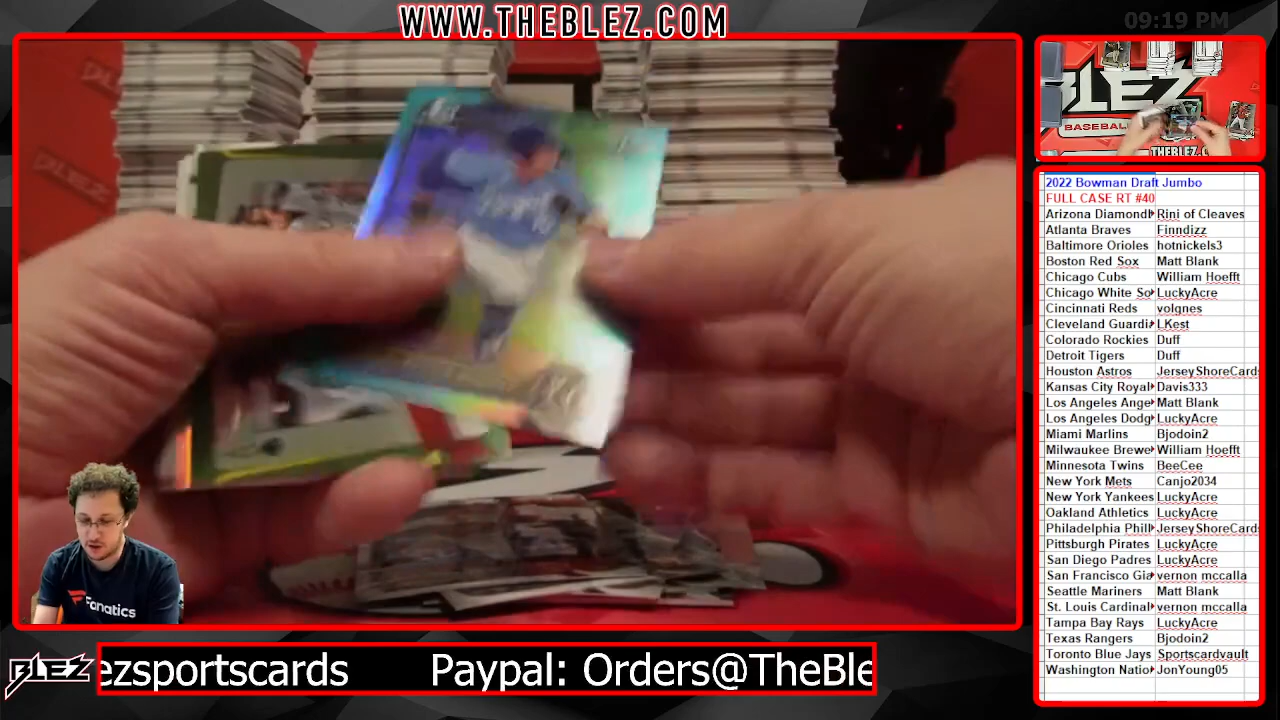 WWW.THEBLEZ.COM
09:19 PM
BLEZ
BASEBALL
THEBLEZ.COM
2022 Bowman Draft Jumbo
FULL CASE RT #40
Arizona Diamond Rini of Cleaves
Atlanta Braves Finndizz
Baltimore Orioles hotnickels3
Boston Red Sox Matt Blank
Chicago Cubs William Hoefft
Chicago White So LuckyAcre
Cincinnati Reds voignes
Cleveland Guardi LKest
Colorado Rockies Duff
Detroit Tigers Duff
Houston Astros JerseyShoreCards
Kansas City Royal Davis333
Los Angeles Ange Matt Blank
Los Angeles Dodg LuckyAcre
Miami Marlins Bjodoin2
Milwaukee Brewe William Hoefft
Minnesota Twins BeeCee
New York Mets Canjo2034
New York Yankees LuckyAcre
Oakland Athletics LuckyAcre
Philadelphia Phill JerseyShoreCards
Pittsburgh Pirates LuckyAcre
San Diego Padres LuckyAcre
San Francisco Gia vernon mccalla
Seattle Mariners Matt Blank
St. Louis Cardinal vernon mccalla
Tampa Bay Rays LuckyAcre
Texas Rangers Bjodoin2
Toronto Blue Jays Sportscardvault
Washington Natio JonYoung05
Fanatics
BLEZ
ezsportscards Paypal: Orders@TheBle